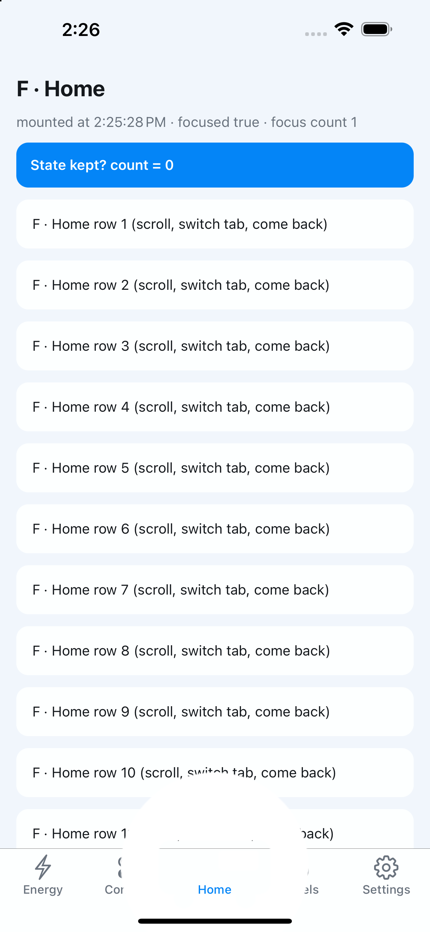 2:26
F · Home
mounted at 2:25:28 PM · focused true · focus count 1
State kept? count = 0
F · Home row 1 (scroll, switch tab, come back)
F · Home row 2 (scroll, switch tab, come back)
F · Home row 3 (scroll, switch tab, come back)
F · Home row 4 (scroll, switch tab, come back)
F · Home row 5 (scroll, switch tab, come back)
F · Home row 6 (scroll, switch tab, come back)
F · Home row 7 (scroll, switch tab, come back)
F · Home row 8 (scroll, switch tab, come back)
F · Home row 9 (scroll, switch tab, come back)
F · Home row 10 (scroll, switch tab, come back)
F · Home row back)
Energy Home Settings